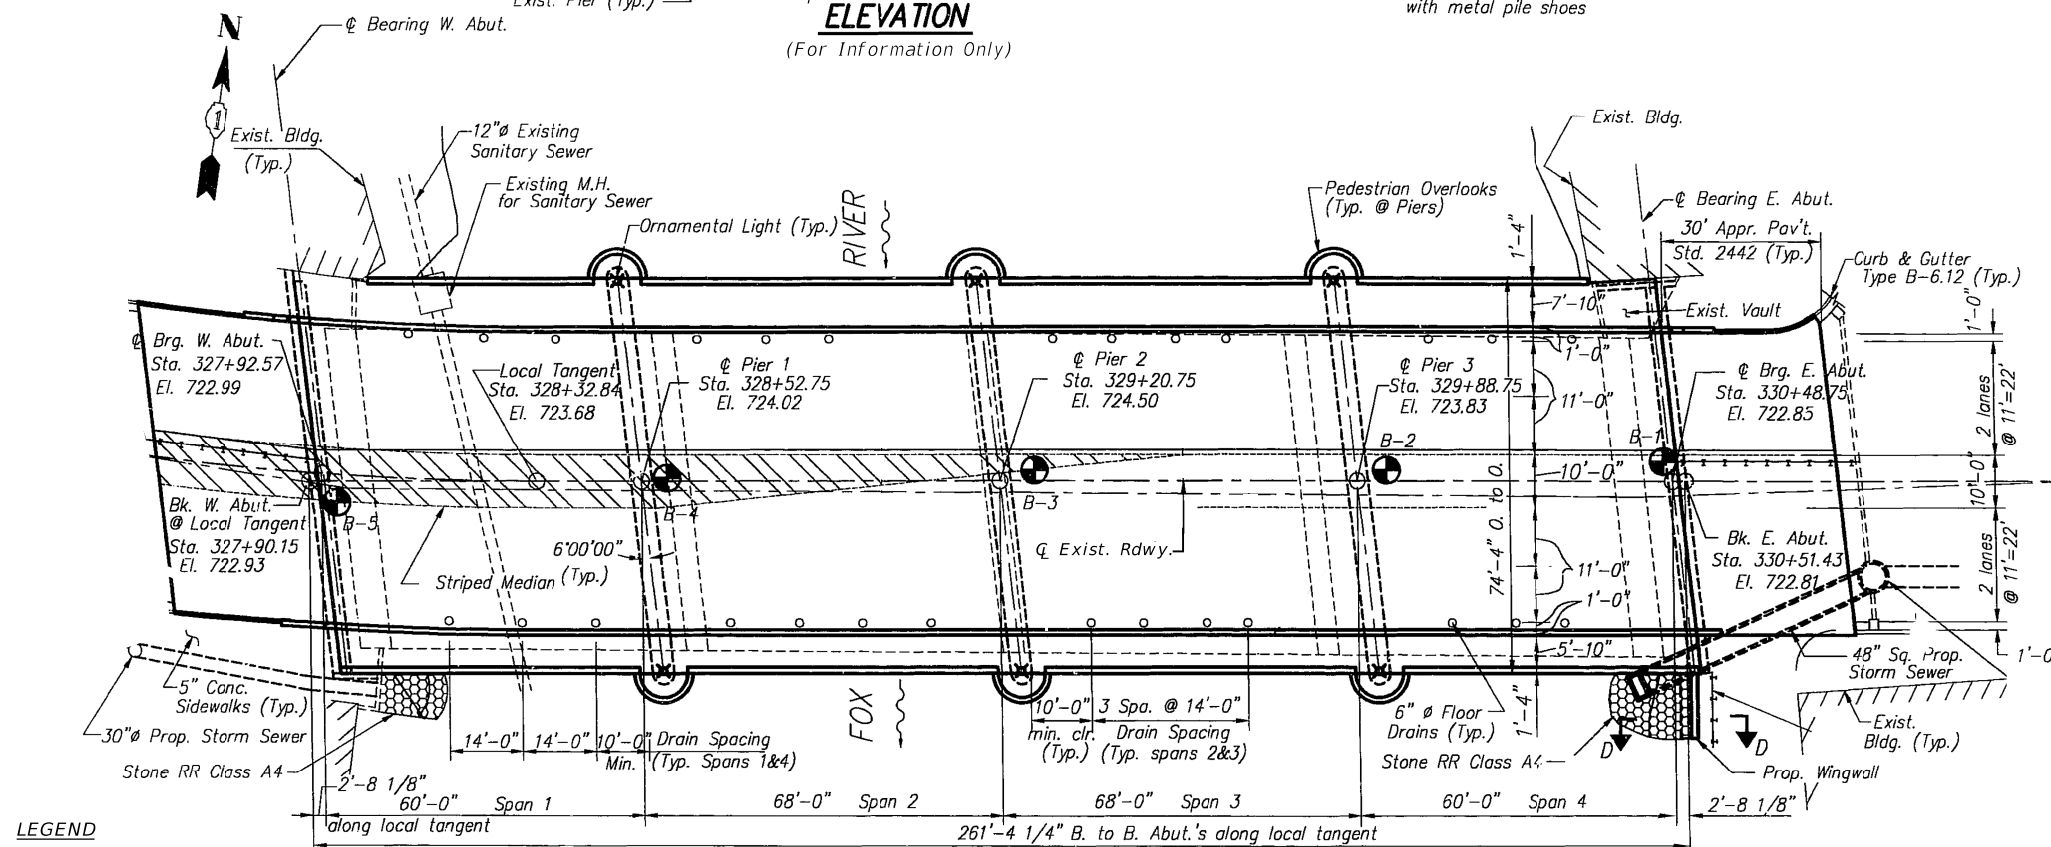 Exist. Pier (Typ.)
ELEVATION
(For Information Only)
with metal pile shoes
N
1
℄ Bearing W. Abut.
Exist. Bldg.
(Typ.)
12"ø Existing
Sanitary Sewer
Existing M.H.
for Sanitary Sewer
Ornamental Light (Typ.)
RIVER
Pedestrian Overlooks
(Typ. @ Piers)
Exist. Bldg.
℄ Bearing E. Abut.
30' Appr. Pav't.
Std. 2442 (Typ.)
Curb & Gutter
Type B-6.12 (Typ.)
1'-4"
7'-10"
Exist. Vault
1'-0"
℄ Brg. W. Abut.
Sta. 327+92.57
El. 722.99
Local Tangent
Sta. 328+32.84
El. 723.68
℄ Pier 1
Sta. 328+52.75
El. 724.02
℄ Pier 2
Sta. 329+20.75
El. 724.50
℄ Pier 3
Sta. 329+88.75
El. 723.83
1'-0"
11'-0"
℄ Brg. E. Abut.
Sta. 330+48.75
El. 722.85
2 lanes
@ 11'=22'
B-2
B-1
10'-0"
10'-0"
B-3
B-4
B-5
Bk. W. Abut.
@ Local Tangent
Sta. 327+90.15
El. 722.93
6°00'00"
(Typ.)
Striped Median
℄ Exist. Rdwy.
74'-4" O. to O.
11'-0"
1'-0"
Bk. E. Abut.
Sta. 330+51.43
El. 722.81
2 lanes
@ 11'=22'
5'-10"
1'-4"
48" Sq. Prop.
Storm Sewer
1'-0
5" Conc.
Sidewalks (Typ.)
30"ø Prop. Storm Sewer
Stone RR Class A4
14'-0"
14'-0"
10'-0"
Min.
Drain Spacing
(Typ. Spans 1&4)
FOX
10'-0"
min. clr.
(Typ.)
3 Spa. @ 14'-0"
Drain Spacing
(Typ. spans 2&3)
6" ø Floor
Drains (Typ.)
Stone RR Class A4
D
D
Exist.
Bldg. (Typ.)
Prop. Wingwall
2'-8 1/8"
60'-0" Span 1
along local tangent
68'-0" Span 2
68'-0" Span 3
60'-0" Span 4
2'-8 1/8"
261'-4 1/4" B. to B. Abut.'s along local tangent
LEGEND